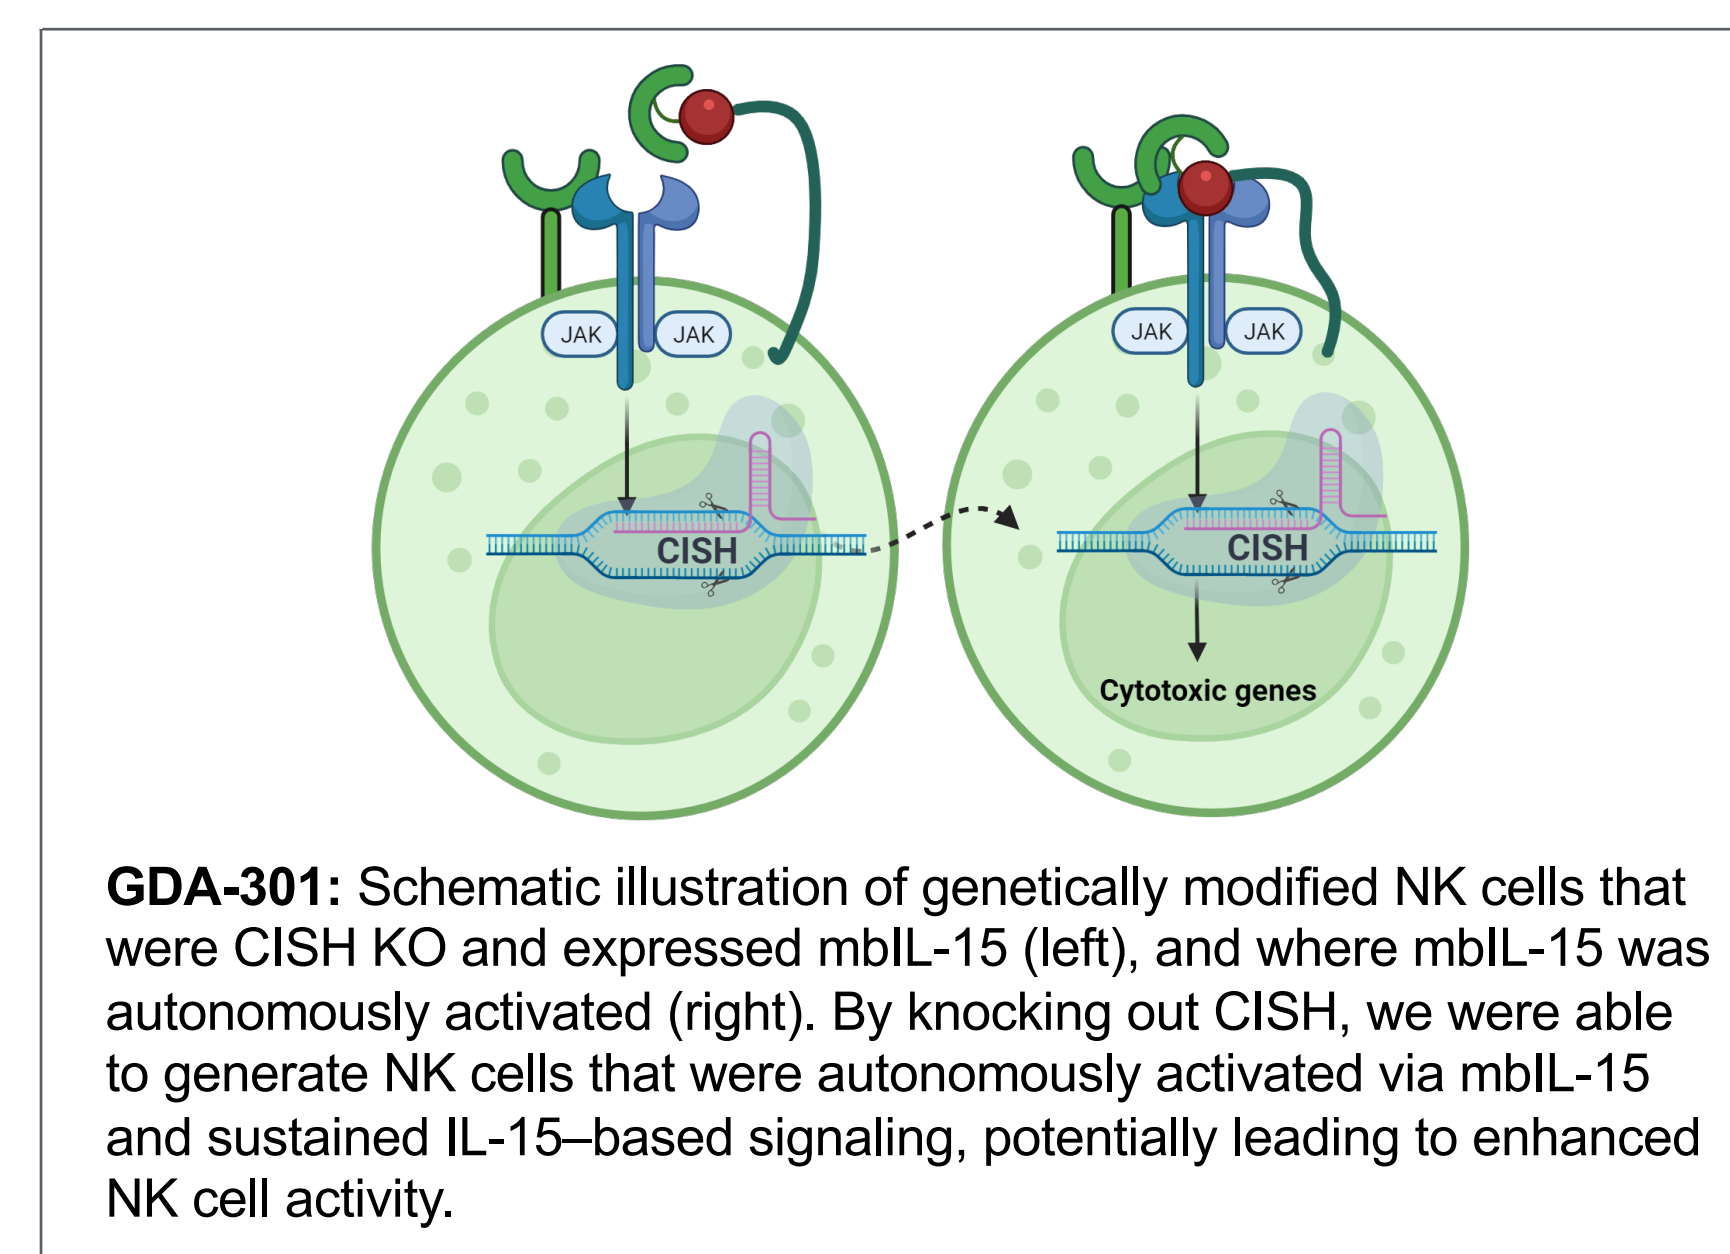 JAK JAK JAK JAK
CISH CISH
Cytotoxic genes
GDA-301: Schematic illustration of genetically modified NK cells that
were CISH KO and expressed mbIL-15 (left), and where mbIL-15 was
autonomously activated (right). By knocking out CISH, we were able
to generate NK cells that were autonomously activated via mbIL-15
and sustained IL-15–based signaling, potentially leading to enhanced
NK cell activity.